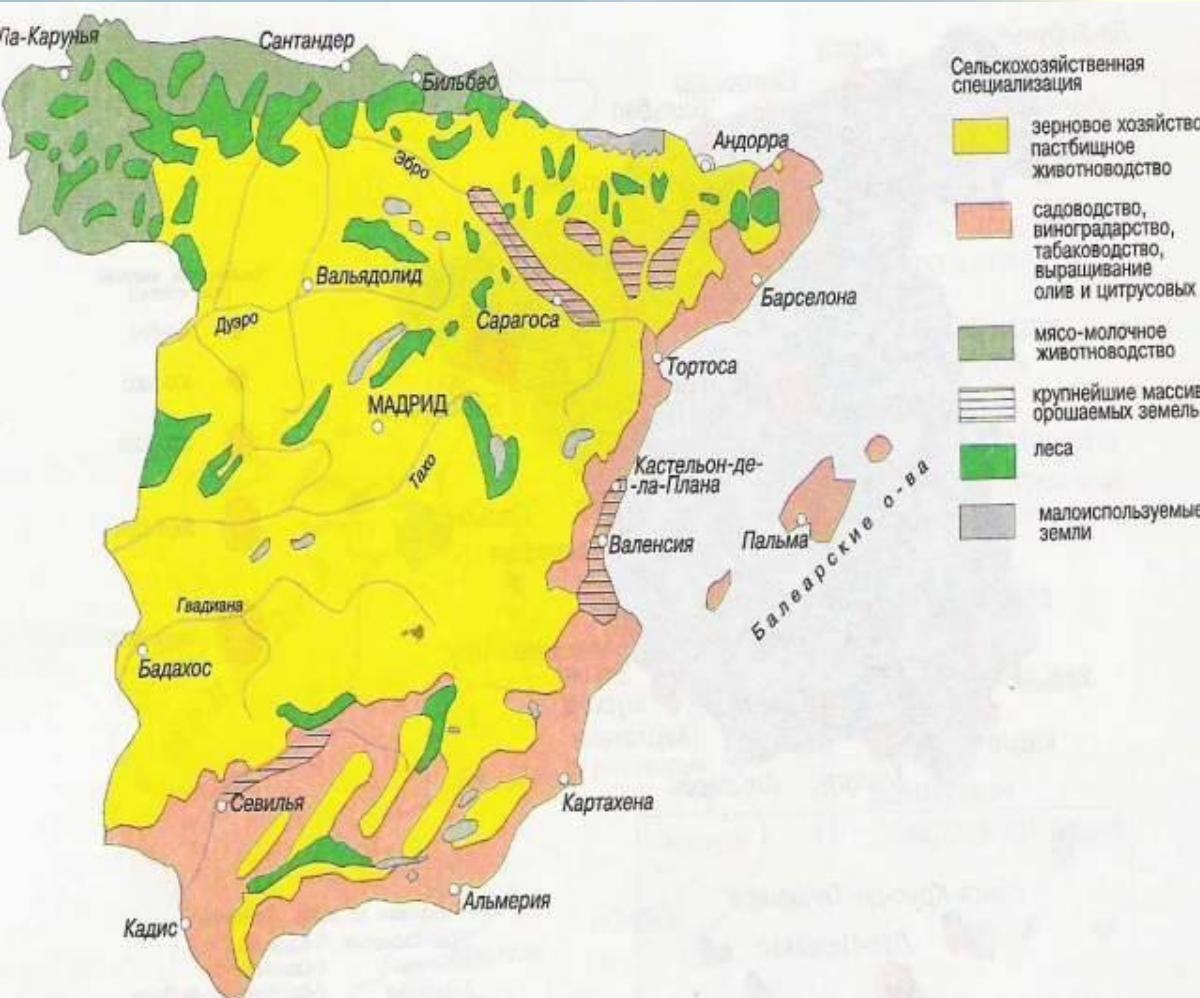 Ла-Карунья
Сантандер
Бильбао
Андорра
Эбро
Вальядолид
Дуэро
Сарагоса
Барселона
Тортоса
МАДРИД
Тахо
Кастельон-де-
-ла-Плана
Валенсия
Пальма
Балеарские о-ва
Гвадиана
Бадахос
Севилья
Картахена
Альмерия
Кадис
Сельскохозяйственная
специализация
зерновое хозяйство
пастбищное
животноводство
садоводство,
виноградарство,
табаководство,
выращивание
олив и цитрусовых
мясо-молочное
животноводство
крупнейшие массив
орошаемых земель
леса
малоиспользуемые
земли